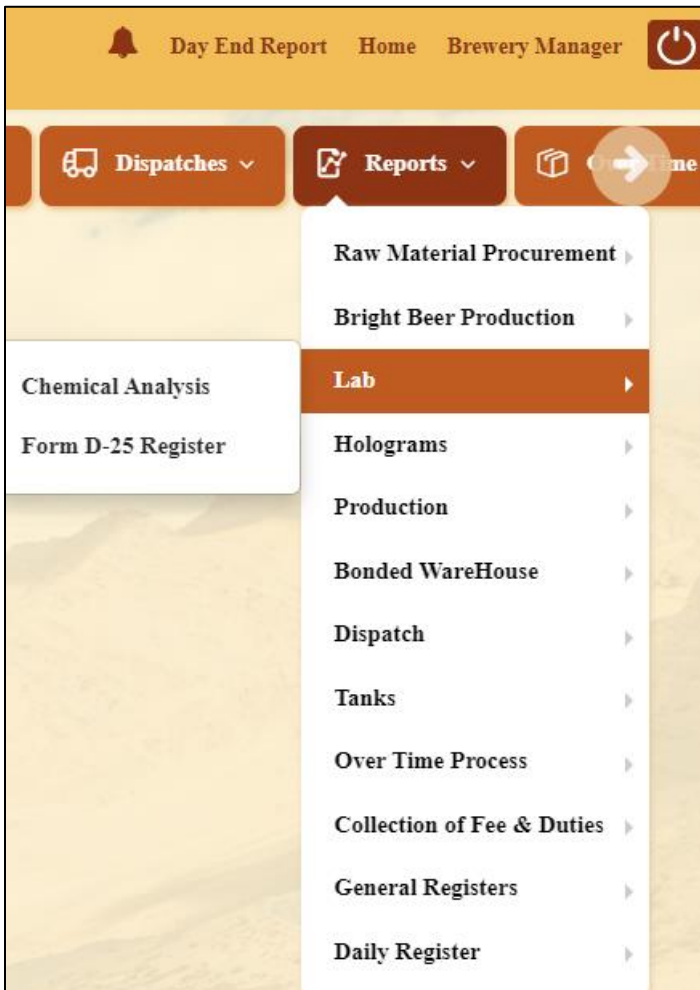 Day End Report Home Brewery Manager
Dispatches Reports Time
Raw Material Procurement
Bright Beer Production
Lab
Chemical Analysis
Form D-25 Register
Holograms
Production
Bonded WareHouse
Dispatch
Tanks
Over Time Process
Collection of Fee & Duties
General Registers
Daily Register